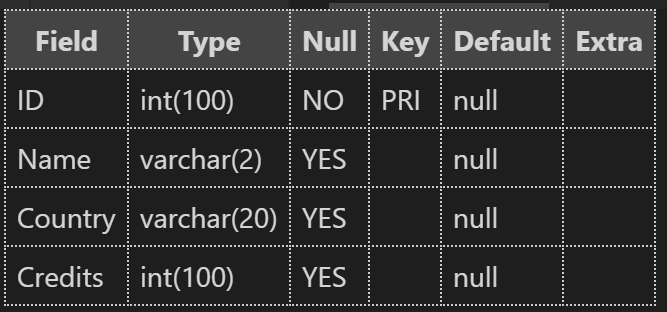 Field Type Null Key Default Extra
ID int(100) NO PRI null
Name varchar(2) YES null
Country varchar(20) YES null
Credits int(100) YES null